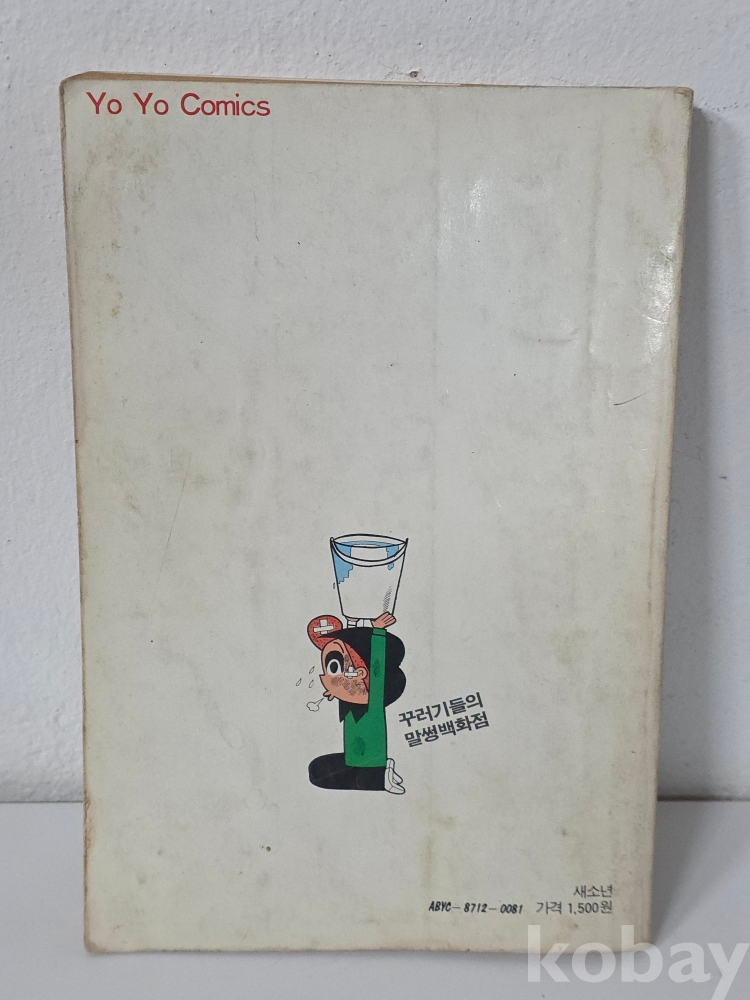 Yo Yo Comics
꾸러기들의
말썽백화점
새소년
ABYC-8712-0081 가격 1,500원
kobay